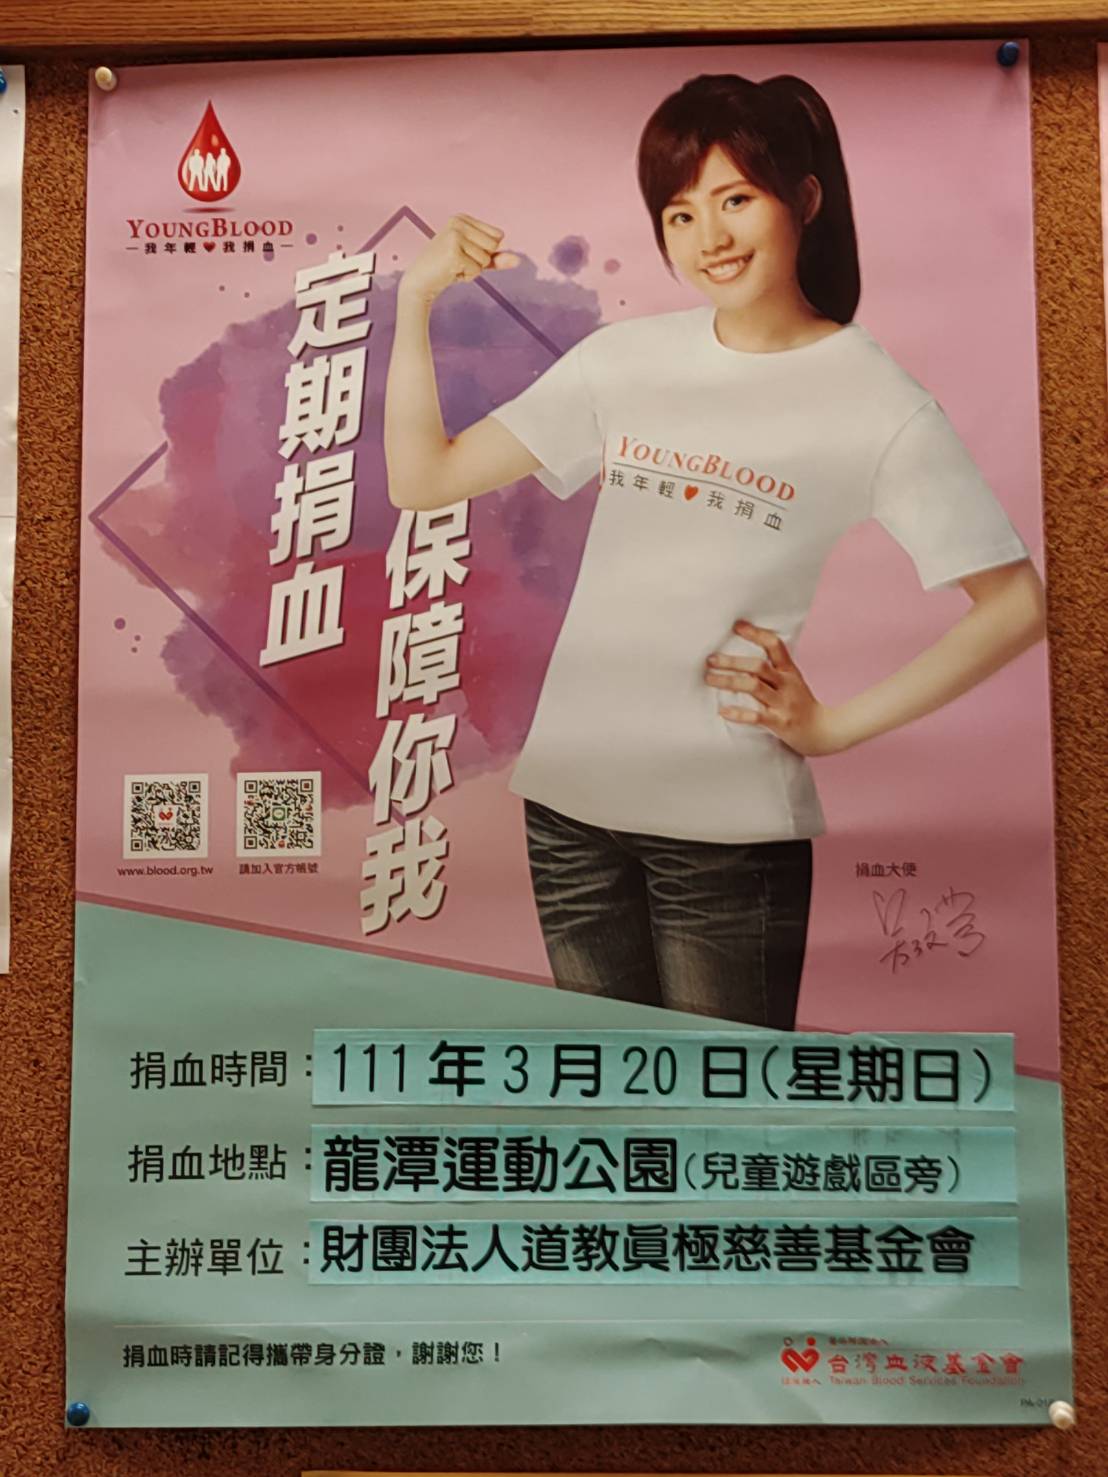 YOUNGBLOOD
我年輕♥我捐血
定期捐血
保障你我
YOUNGBLOOD
我年輕♥我捐血
www.blood.org.tw
請加入官方帳號
捐血大使
捐血時間：111年3月20日(星期日)
捐血地點：龍潭運動公園(兒童遊戲區旁)
主辦單位：財團法人道教眞極慈善基金會
捐血時請記得攜帶身分證，謝謝您！
台灣血液基金會
Taiwan Blood Services Foundation